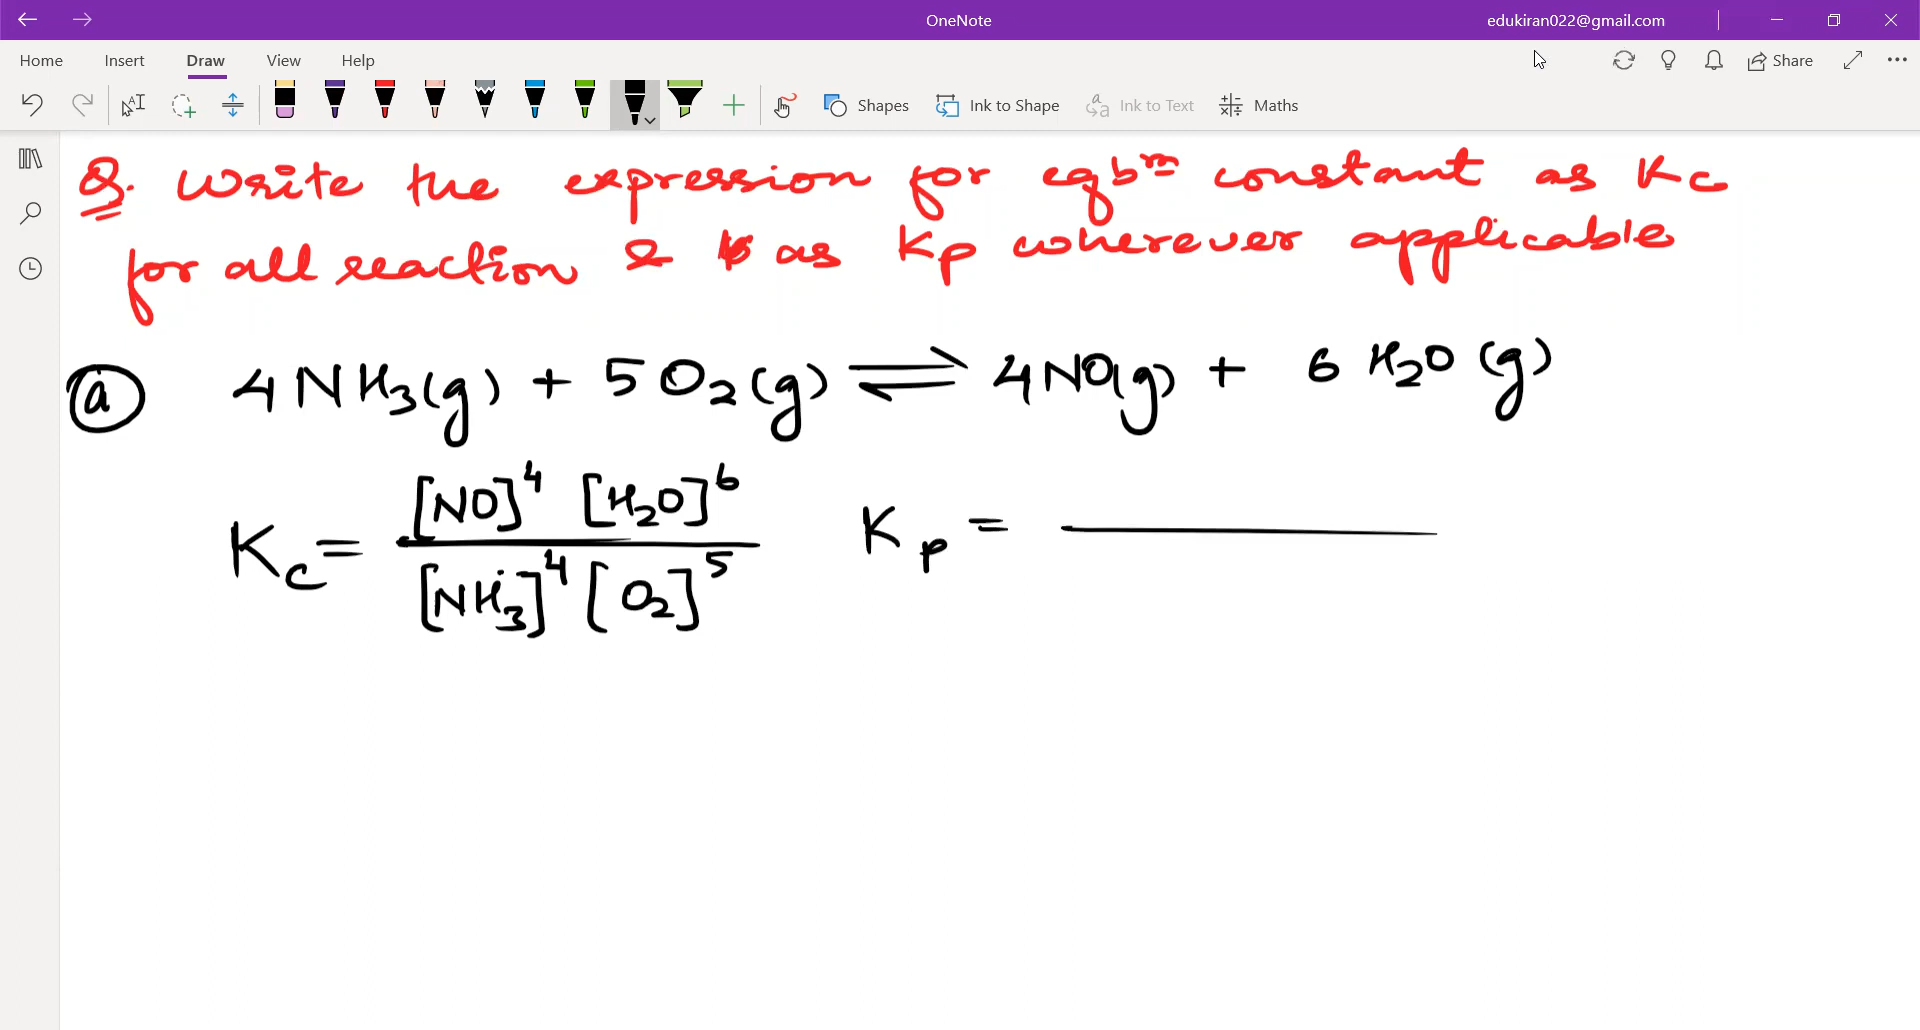 OneNote
edukiran022@gmail.com
Home Insert Draw View Help
Share
Shapes Ink to Shape Ink to Text Maths
Q. Write the expression for eqbᵐ constant as Kc
for all reaction & as Kp wherever applicable
(a) 4NH₃(g) + 5O₂(g) ⇌ 4NO(g) + 6H₂O(g)
Kc = [NO]⁴ [H₂O]⁶ / [NH₃]⁴ [O₂]⁵ Kp =